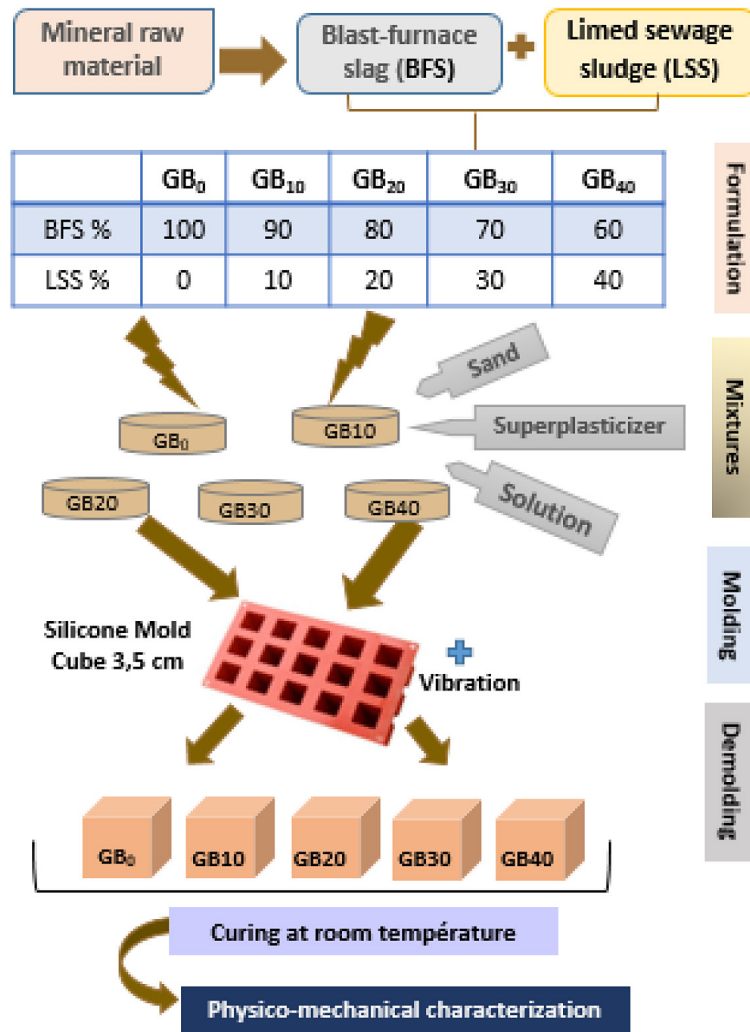 Mineral raw
material
Blast-furnace
slag (BFS)
Limed sewage
sludge (LSS)
GB₀ GB₁₀ GB₂₀ GB₃₀ GB₄₀
BFS % 100 90 80 70 60
LSS % 0 10 20 30 40
Formulation
Sand
Superplasticizer
Solution
GB₀
GB10
GB20
GB30
GB40
Mixtures
Silicone Mold
Cube 3,5 cm
Vibration
Molding
Demolding
GB₀
GB10
GB20
GB30
GB40
Curing at room température
Physico-mechanical characterization